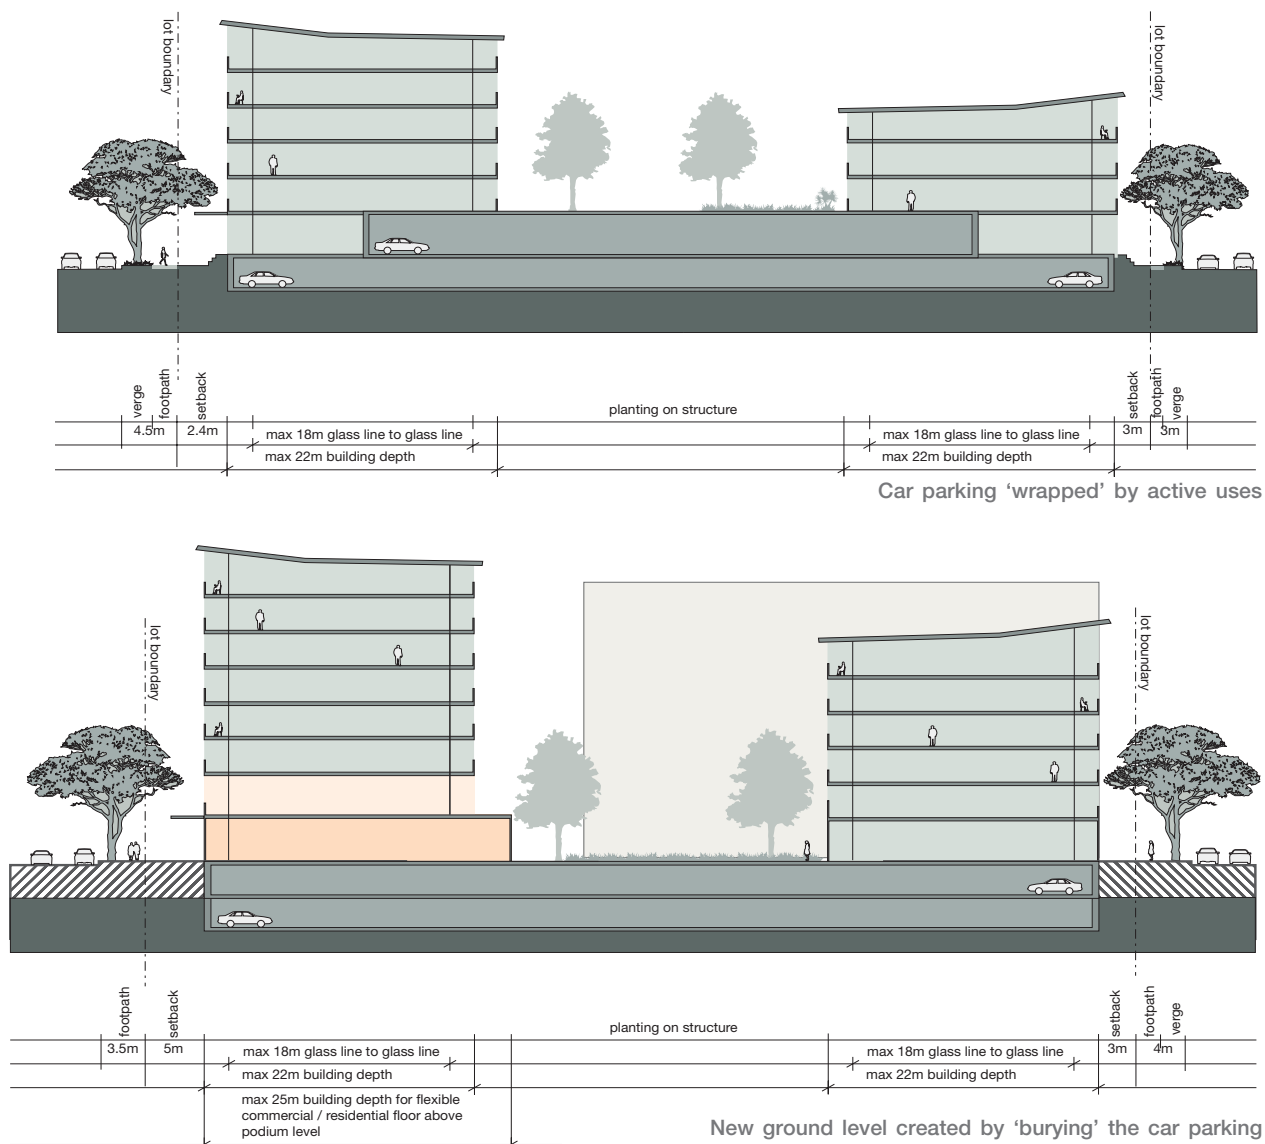 lot boundary
lot boundary
verge
footpath
setback
planting on structure
setback
footpath
verge
4.5m
2.4m
max 18m glass line to glass line
max 18m glass line to glass line
3m
3m
max 22m building depth
max 22m building depth
Car parking ‘wrapped’ by active uses
lot boundary
lot boundary
footpath
setback
planting on structure
setback
footpath
verge
3.5m
5m
max 18m glass line to glass line
max 18m glass line to glass line
3m
4m
max 22m building depth
max 22m building depth
max 25m building depth for flexible
commercial / residential floor above
podium level
New ground level created by ‘burying’ the car parking